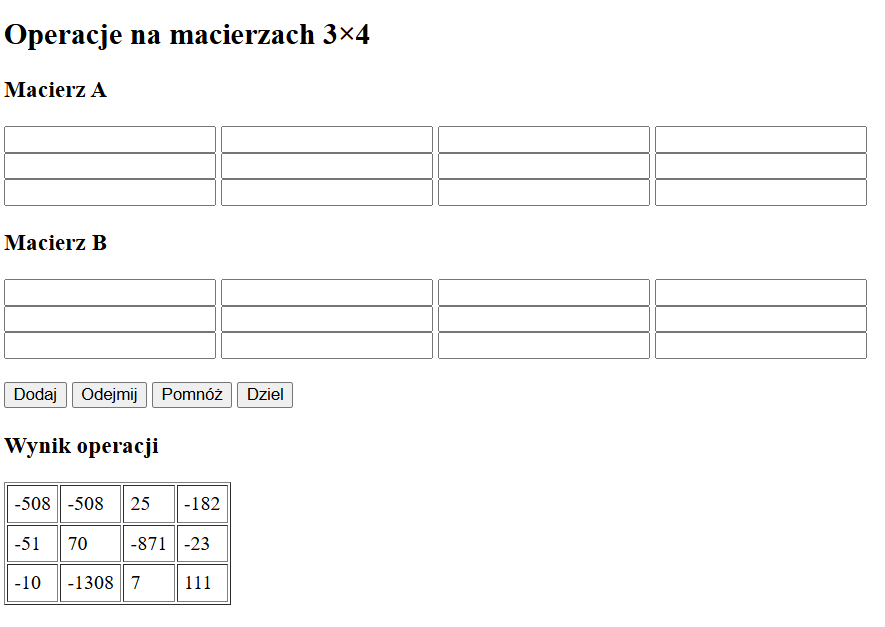 Operacje na macierzach 3×4
Macierz A
Macierz B
Dodaj Odejmij Pomnóż Dziel
Wynik operacji
-508 -508 25 -182
-51 70 -871 -23
-10 -1308 7 111